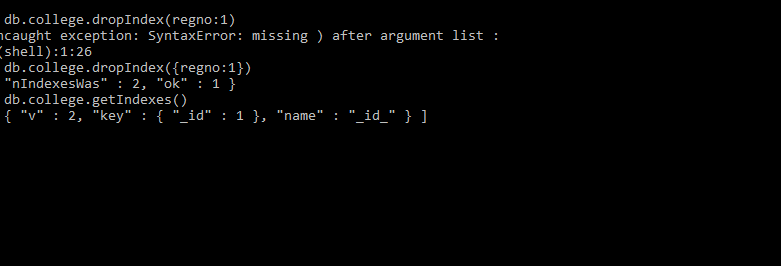 db.college.dropIndex(regno:1)
ncaught exception: SyntaxError: missing ) after argument list :
(shell):1:26
db.college.dropIndex({regno:1})
"nIndexesWas" : 2, "ok" : 1 }
db.college.getIndexes()
{ "v" : 2, "key" : { "_id" : 1 }, "name" : "_id_" } ]